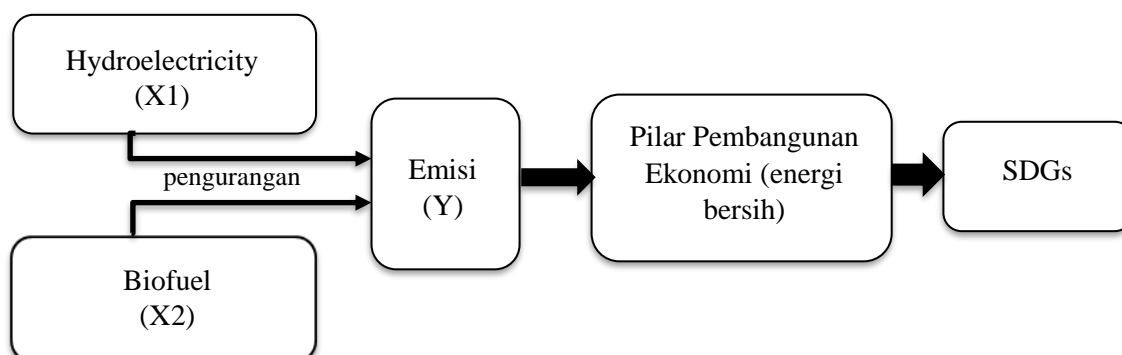 Hydroelectricity
(X1)
pengurangan
Biofuel
(X2)
Emisi
(Y)
Pilar Pembangunan
Ekonomi (energi
bersih)
SDGs